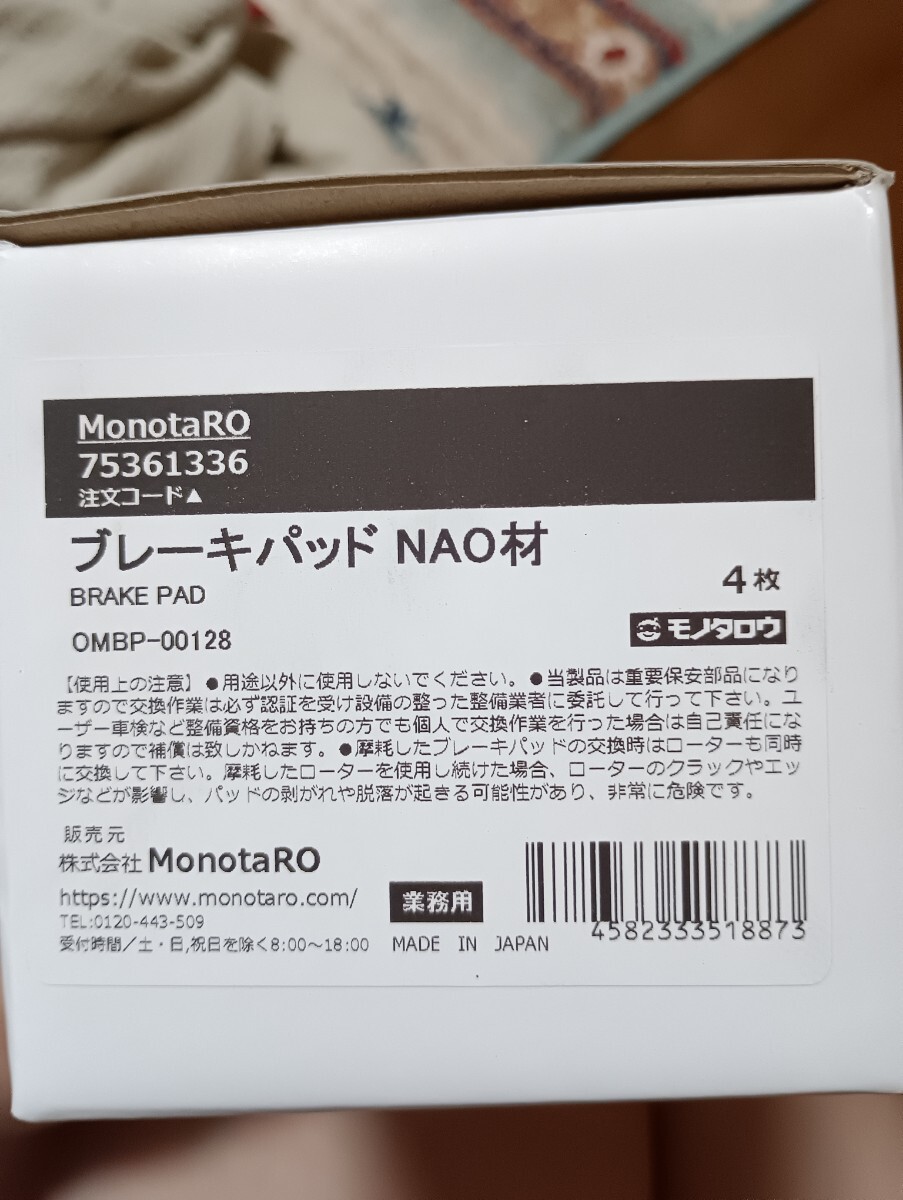 MonotaRO
75361336
注文コード▲
ブレーキパッド NAO材
BRAKE PAD
4枚
OMBP-00128
モノタロウ
【使用上の注意】●用途以外に使用しないでください。●当製品は重要保安部品になり
ますので交換作業は必ず認証を受け設備の整った整備業者に委託して行って下さい。ユ
ーザー車検など整備資格をお持ちの方でも個人で交換作業を行った場合は自己責任にな
りますので補償は致しかねます。●摩耗したブレーキパッドの交換時はローターも同時
に交換して下さい。摩耗したローターを使用し続けた場合、ローターのクラックやエッ
ジなどが影響し、パッドの剥がれや脱落が起きる可能性があり、非常に危険です。
販売元
株式会社MonotaRO
https://www.monotaro.com/
TEL:0120-443-509
受付時間／土・日,祝日を除く8:00～18:00
業務用
MADE IN JAPAN
4582333518873